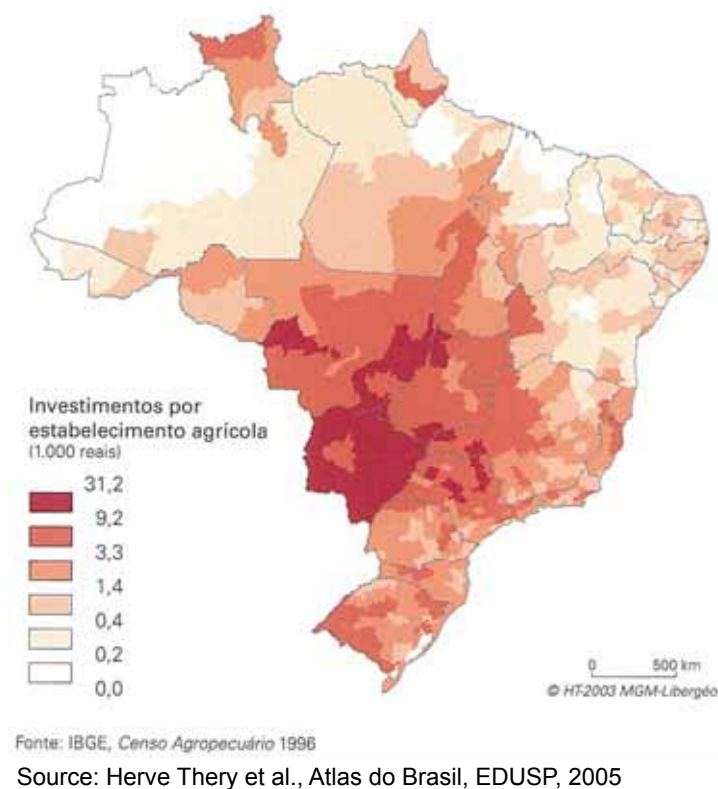 Investimentos por
estabelecimento agrícola
(1.000 reais)
31,2
9,2
3,3
1,4
0,4
0,2
0,0
0 500 km
© HT-2003 MGM-Libergéo
Fonte: IBGE, Censo Agropecuário 1996
Source: Herve Thery et al., Atlas do Brasil, EDUSP, 2005